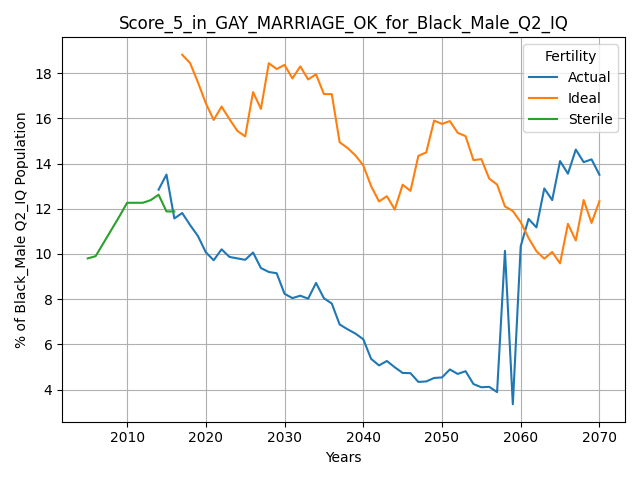 Score_5_in_GAY_MARRIAGE_OK_for_Black_Male_Q2_IQ
% of Black_Male Q2_IQ Population
18
16
14
12
10
8
6
4
Fertility
Actual
Ideal
Sterile
2010 2020 2030 2040 2050 2060 2070
Years